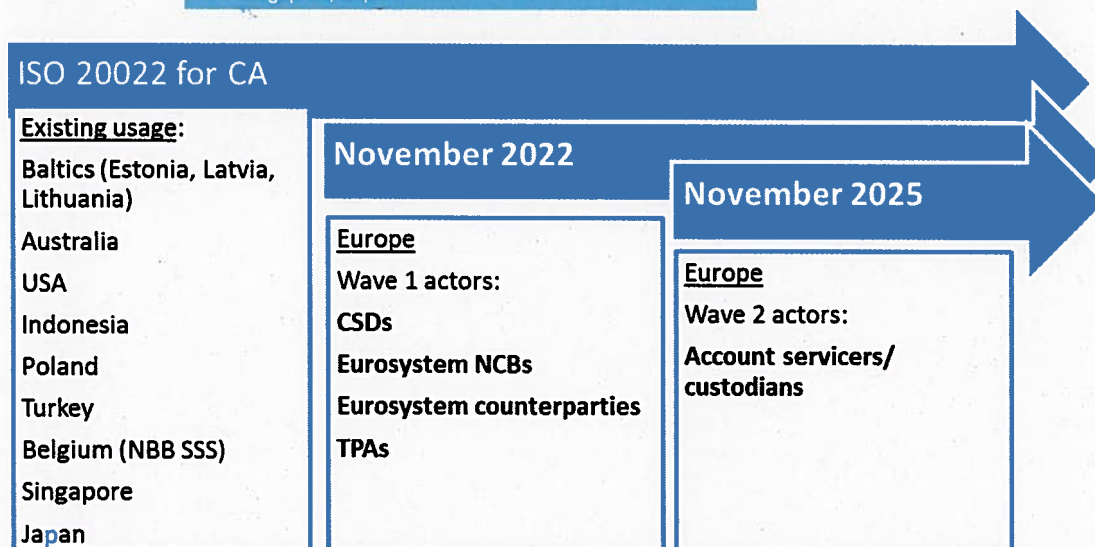 ISO 20022 for CA
Existing usage:
Baltics (Estonia, Latvia,
Lithuania)
Australia
USA
Indonesia
Poland
Turkey
Belgium (NBB SSS)
Singapore
Japan
November 2022
Europe
Wave 1 actors:
CSDs
Eurosystem NCBs
Eurosystem counterparties
TPAs
November 2025
Europe
Wave 2 actors:
Account servicers/
custodians